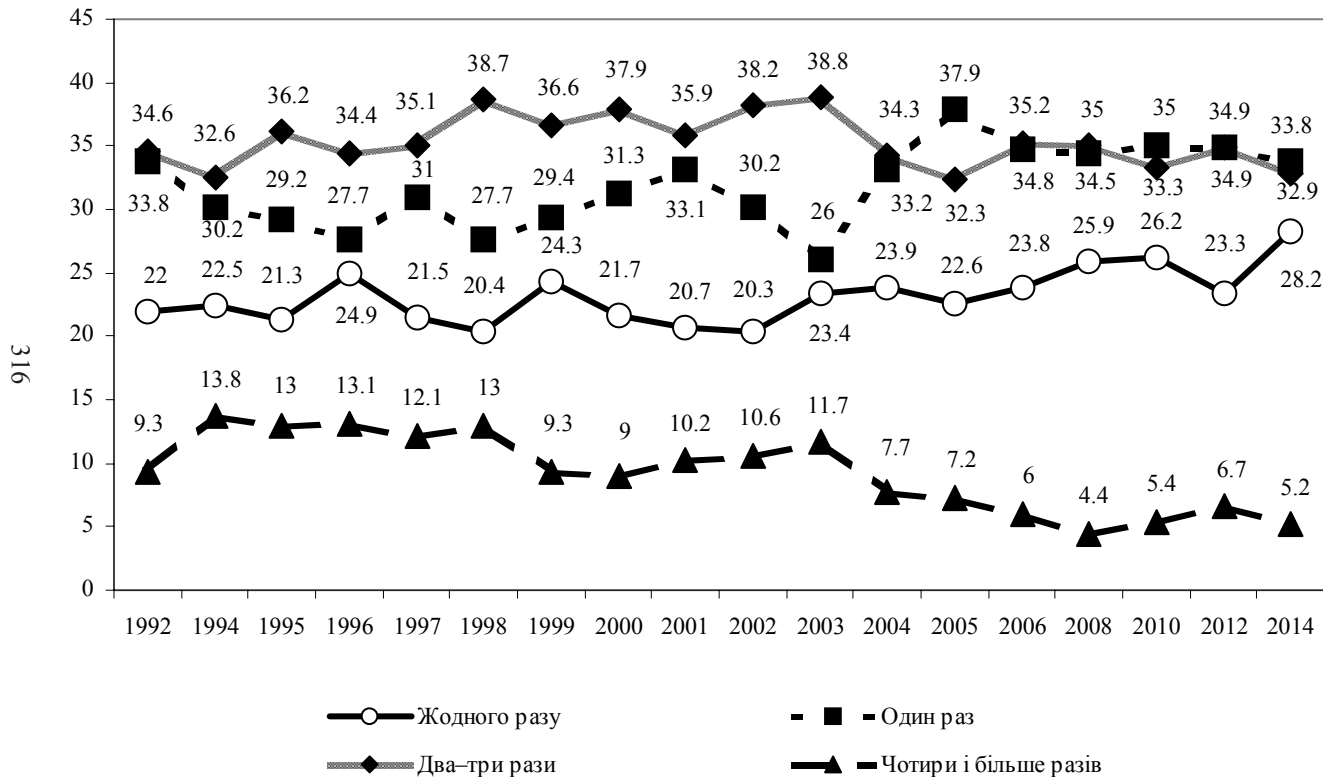 45
40
35
30
25
20
15
10
5
0
316
34.6 32.6 36.2 34.4 35.1 38.7 36.6 37.9 35.9 38.2 38.8 34.3 32.3 35.2 35 33.3 34.9 32.9
33.8 30.2 29.2 27.7 31 27.7 29.4 31.3 33.1 30.2 26 33.2 37.9 34.8 34.5 35 34.9 33.8
22 22.5 21.3 24.9 21.5 20.4 24.3 21.7 20.7 20.3 23.4 23.9 22.6 23.8 25.9 26.2 23.3 28.2
9.3 13.8 13 13.1 12.1 13 9.3 9 10.2 10.6 11.7 7.7 7.2 6 4.4 5.4 6.7 5.2
1992 1994 1995 1996 1997 1998 1999 2000 2001 2002 2003 2004 2005 2006 2008 2010 2012 2014
Жодного разу
Один раз
Два–три рази
Чотири і більше разів